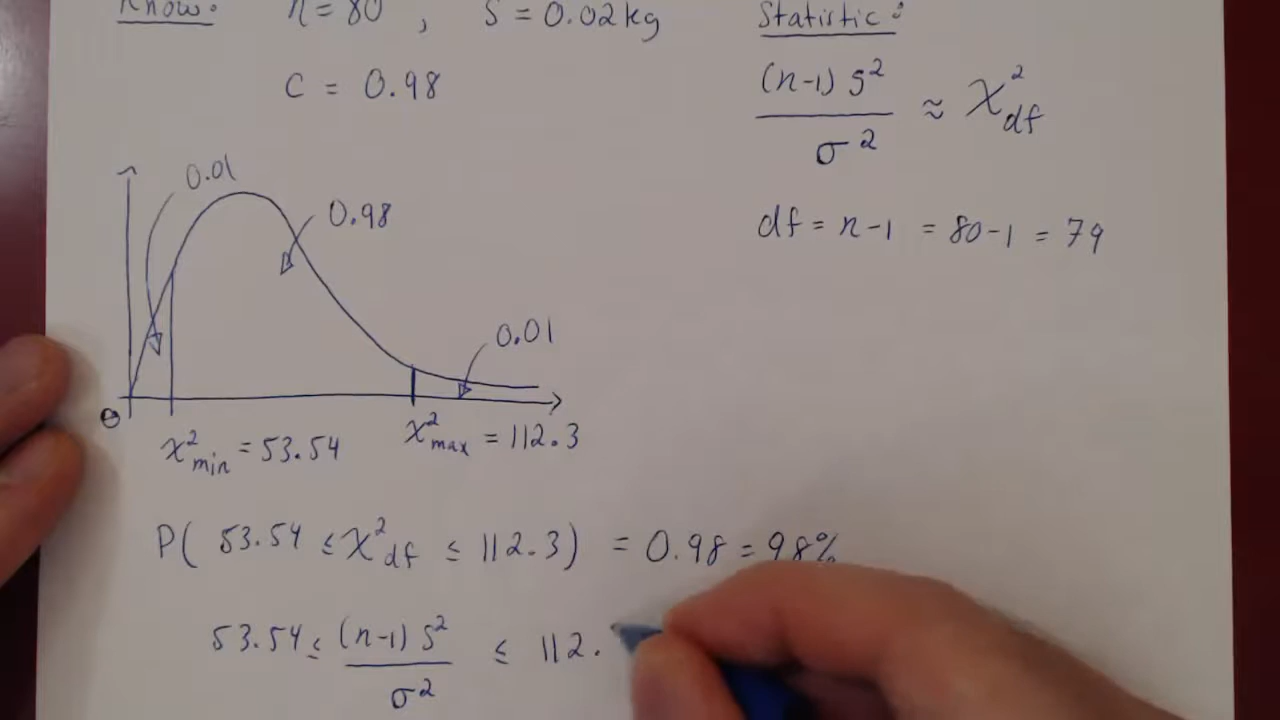 Know: n = 80 , S = 0.02 kg
C = 0.98
Statistic:
(n-1) S²
σ²
≈ χ²df
df = n-1 = 80-1 = 79
0.01
0.98
0.01
0
χ²min = 53.54
χ²max = 112.3
P( 53.54 ≤ χ²df ≤ 112.3) = 0.98 = 98%
53.54 ≤ (n-1) S² ≤ 112.
σ²